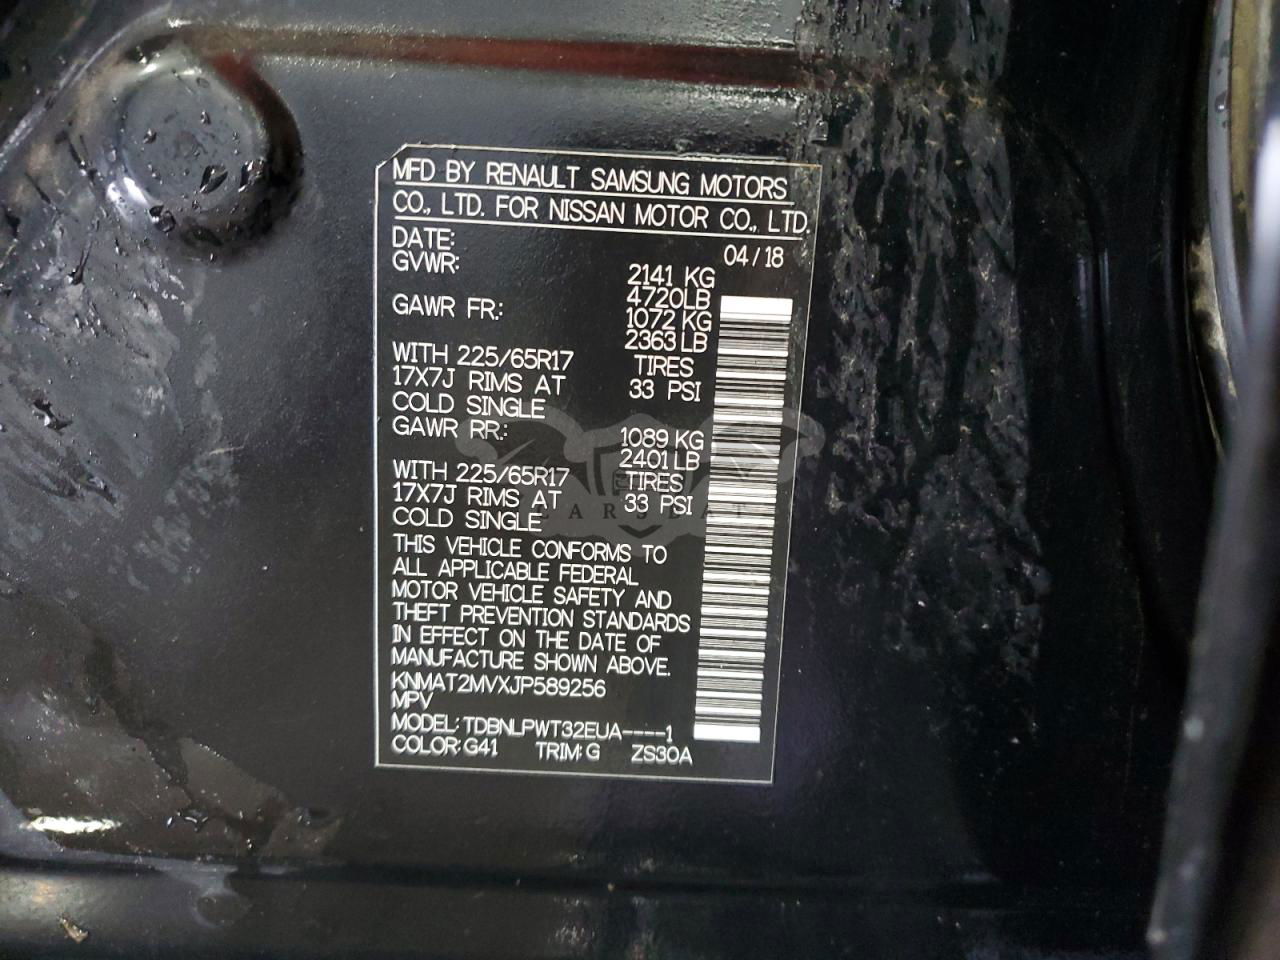 MFD BY RENAULT SAMSUNG MOTORS
CO., LTD. FOR NISSAN MOTOR CO., LTD.
DATE: 04/18
GVWR: 2141 KG
4720LB
GAWR FR.: 1072 KG
2363LB
WITH 225/65R17 TIRES
17X7J RIMS AT 33 PSI
COLD SINGLE
GAWR RR.: 1089 KG
2401LB
WITH 225/65R17 TIRES
17X7J RIMS AT 33 PSI
COLD SINGLE
THIS VEHICLE CONFORMS TO
ALL APPLICABLE FEDERAL
MOTOR VEHICLE SAFETY AND
THEFT PREVENTION STANDARDS
IN EFFECT ON THE DATE OF
MANUFACTURE SHOWN ABOVE.
KNMAT2MVXJP589256
MPV
MODEL: TDBNLPWT32EUA----1
COLOR: G41 TRIM: G ZS30A